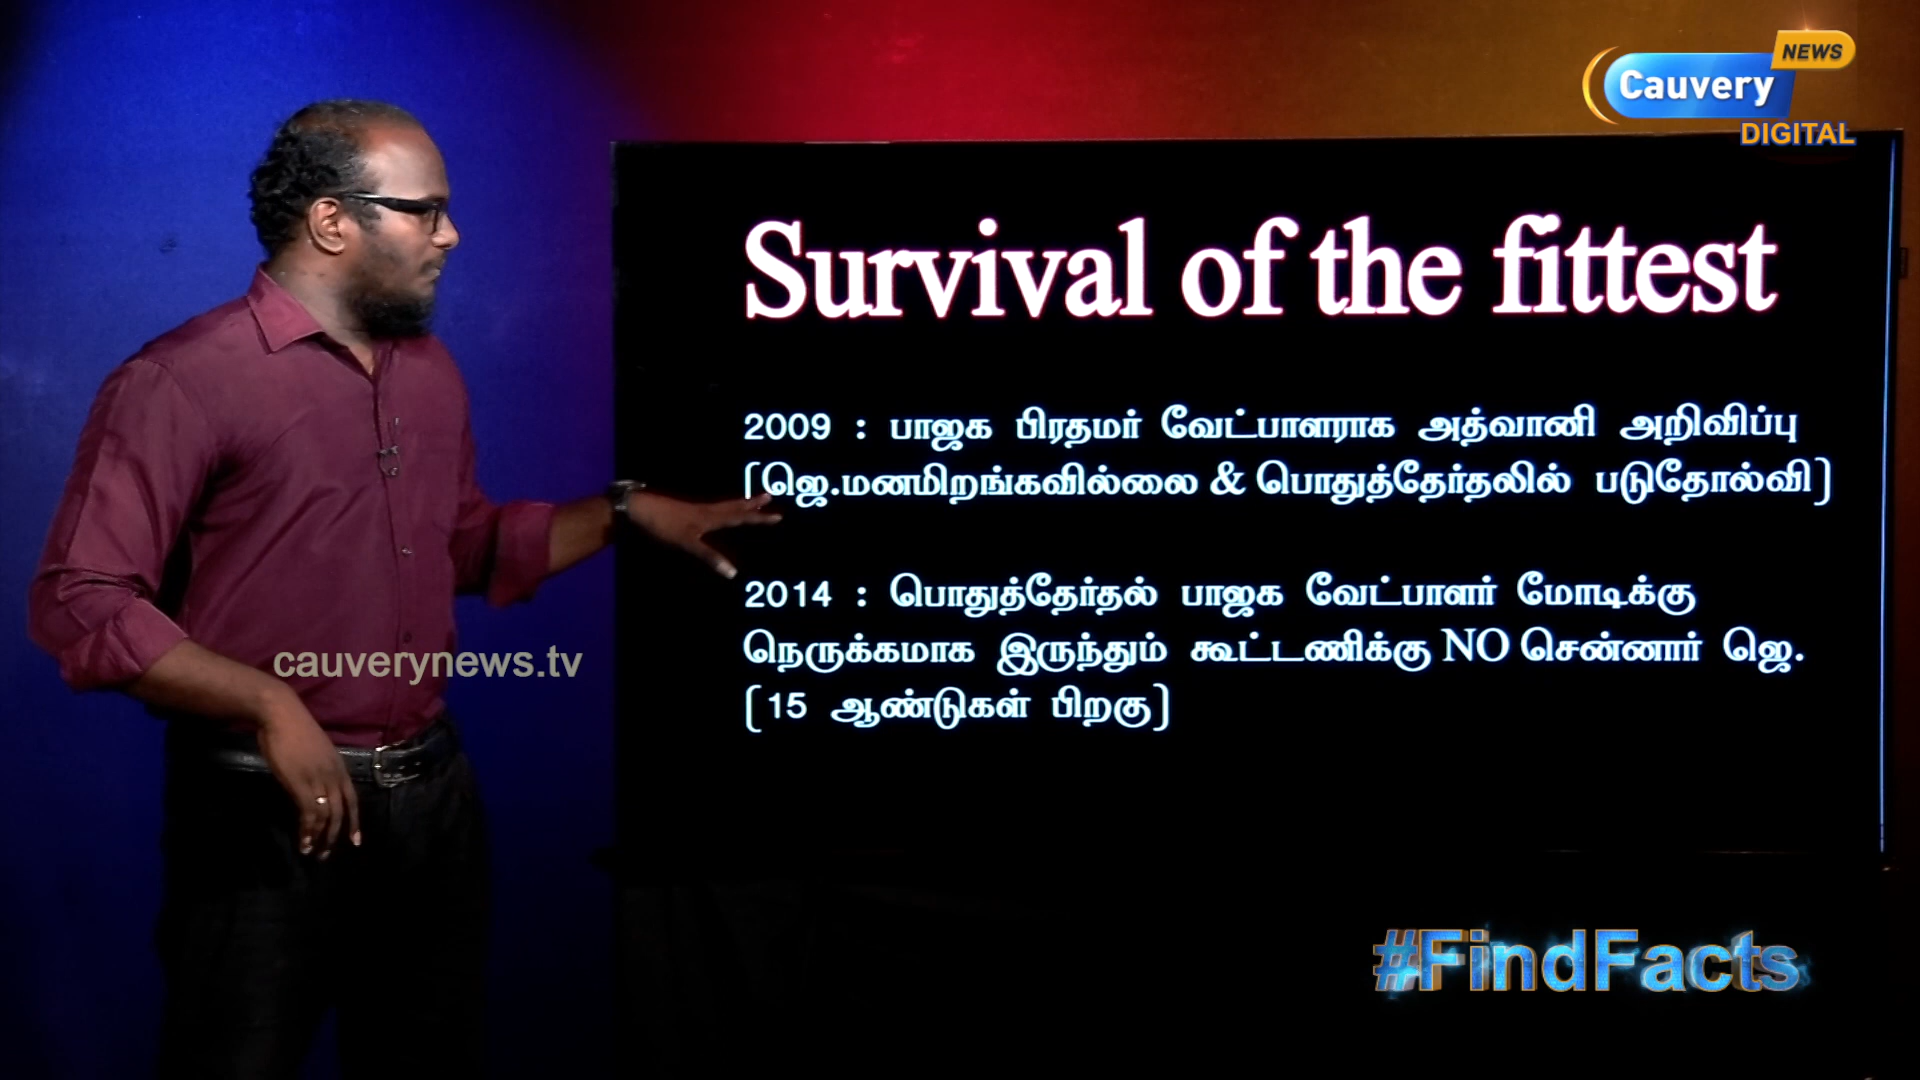 Cauvery NEWS
DIGITAL
Survival of the fittest
2009 : பாஜக பிரதமர் வேட்பாளராக அத்வானி அறிவிப்பு
(ஜெ.மனமிறங்கவில்லை & பொதுத்தேர்தலில் படுதோல்வி)
2014 : பொதுத்தேர்தல் பாஜக வேட்பாளர் மோடிக்கு
நெருக்கமாக இருந்தும் கூட்டணிக்கு NO சென்னார் ஜெ.
(15 ஆண்டுகள் பிறகு)
cauverynews.tv
#FindFacts